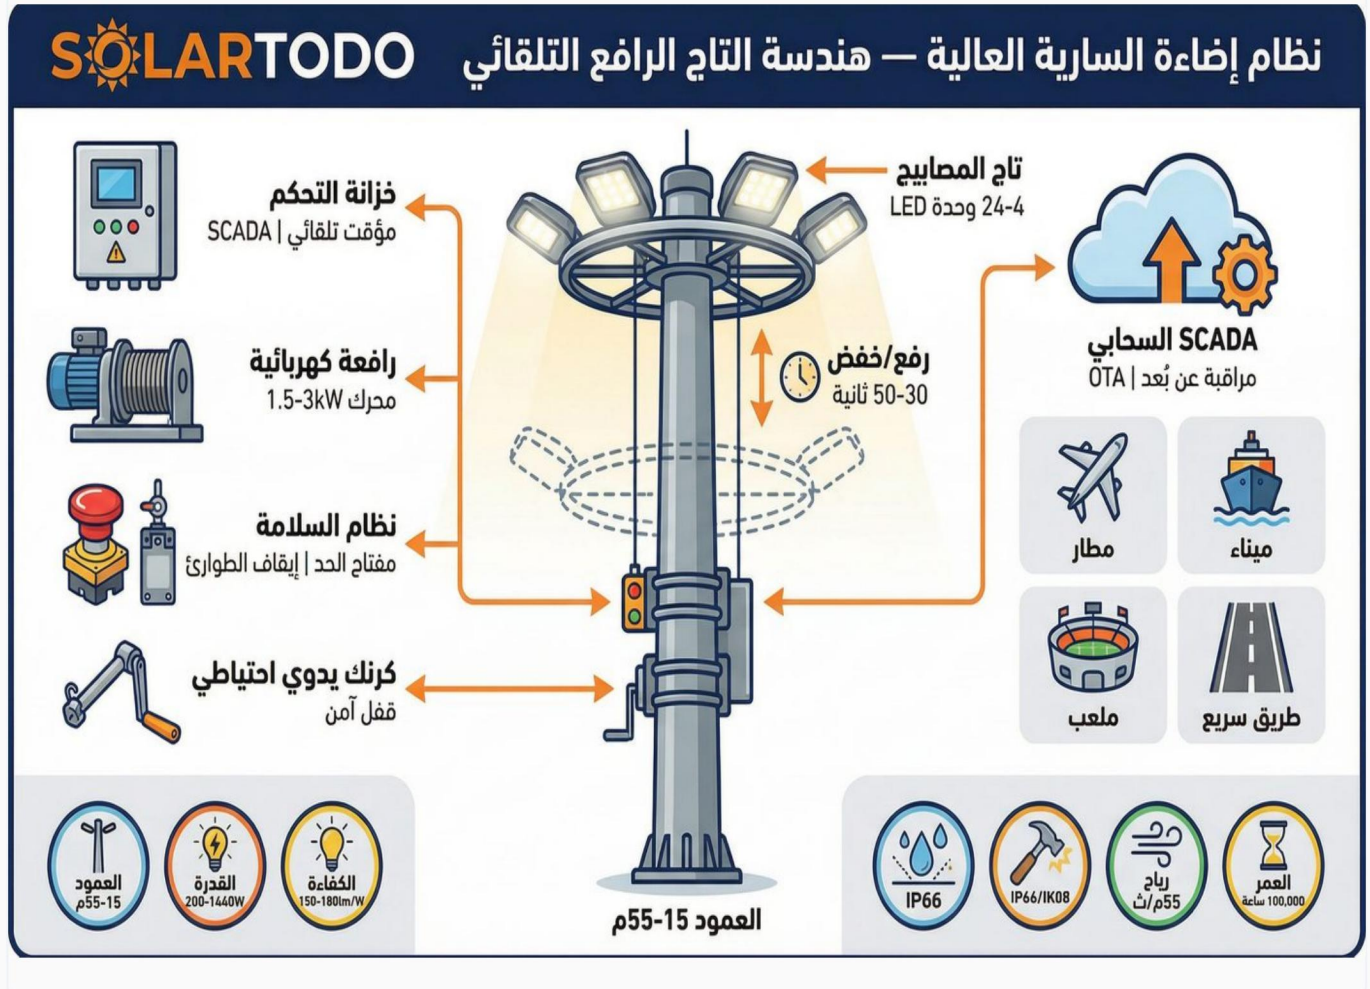 SOLARTODO
نظام إضاءة السارية العالية — هندسة التاج الرافع التلقائي
خزانة التحكم
مؤقت تلقائي | SCADA
رافعة كهربائية
محرك 1.5-3kW
نظام السلامة
مفتاح الحد | إيقاف الطوارئ
كرنك يدوي احتياطي
قفل آمن
تاج المصابيح
24-4 وحدة LED
رفع/خفض
50-30 ثانية
SCADA السحابي
مراقبة عن بُعد | OTA
مطار
ميناء
ملعب
طريق سريع
العمود
55-15م
القدرة
200-1440W
الكفاءة
150-180lm/W
العمود 15-55م
IP66
IP66/IK08
رياح
55م/ث
العمر
100,000 ساعة